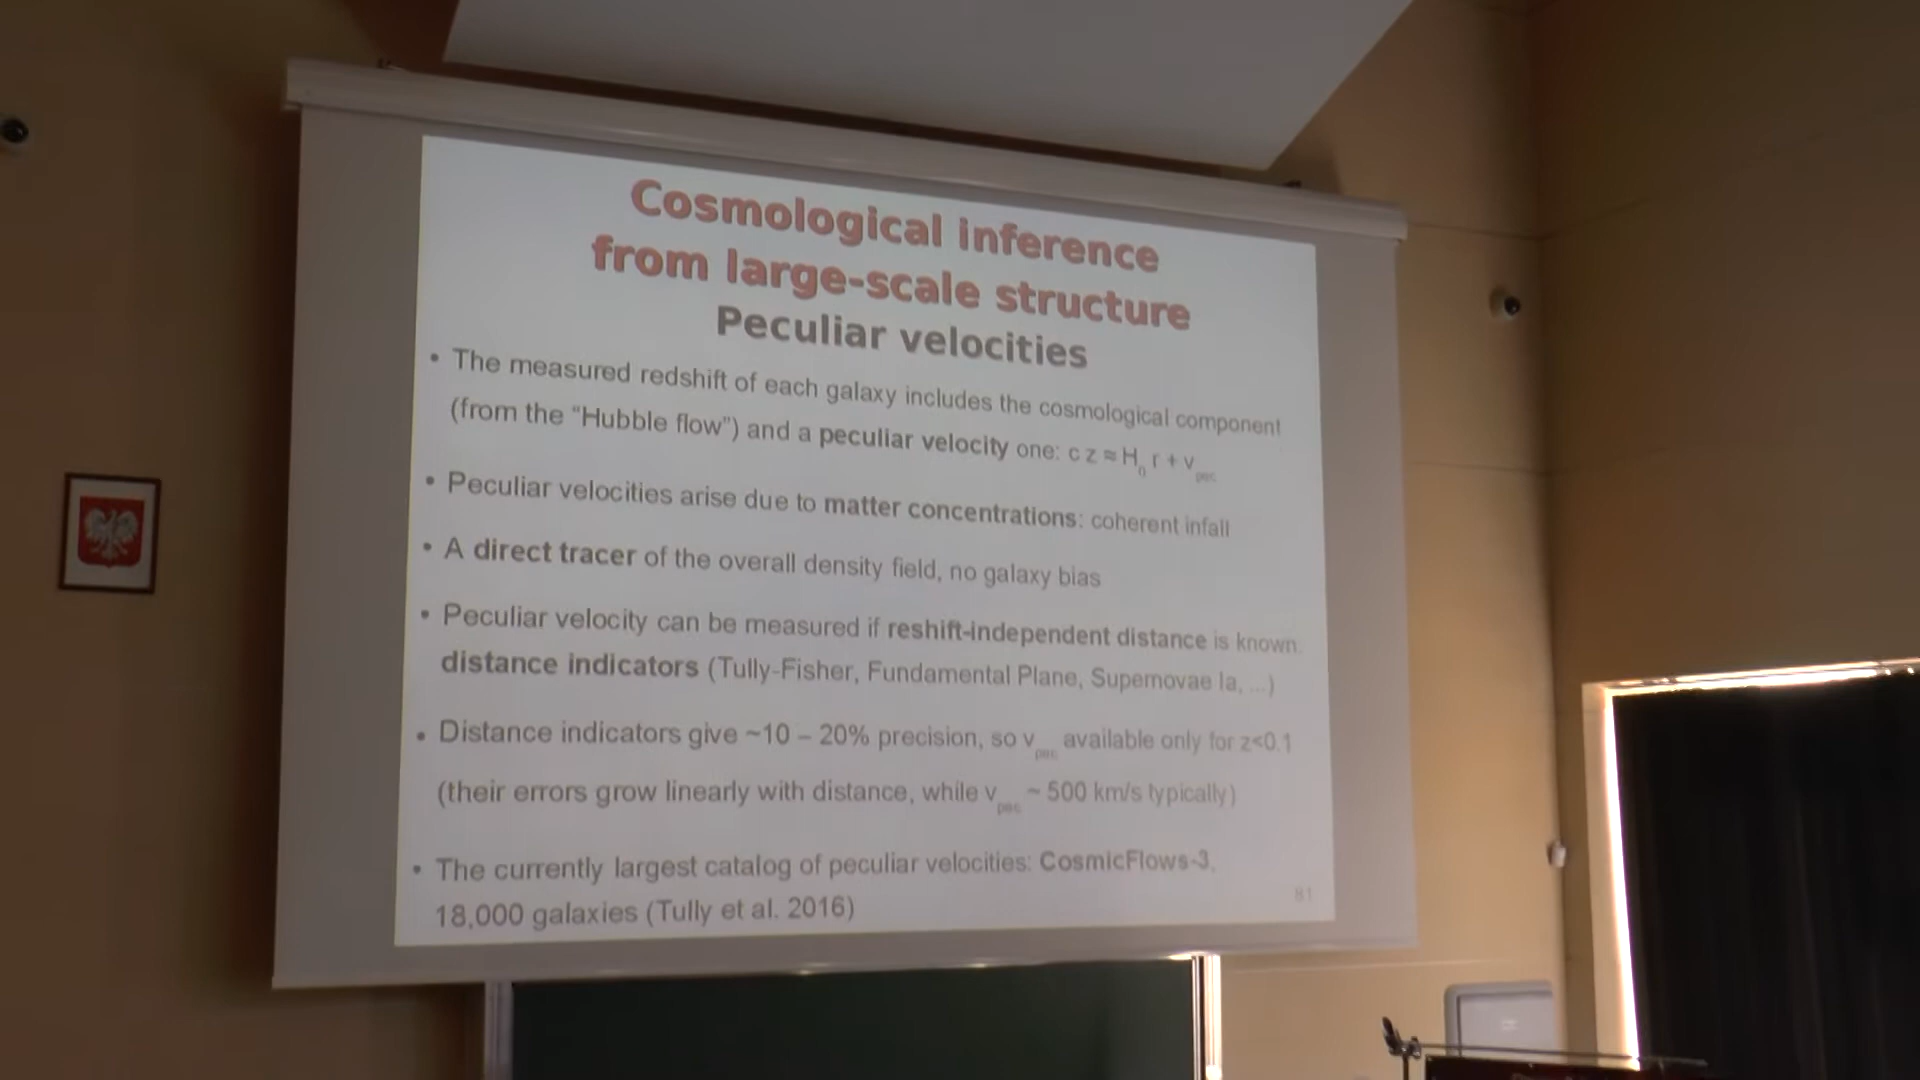 Cosmological inference
from large-scale structure
Peculiar velocities
• The measured redshift of each galaxy includes the cosmological component
(from the “Hubble flow”) and a peculiar velocity one: c z ≈ H0 r + vpec
• Peculiar velocities arise due to matter concentrations: coherent infall
• A direct tracer of the overall density field, no galaxy bias
• Peculiar velocity can be measured if reshift-independent distance is known:
distance indicators (Tully-Fisher, Fundamental Plane, Supernovae Ia, ...)
• Distance indicators give ~10 – 20% precision, so vpec available only for z<0.1
(their errors grow linearly with distance, while vpec ~ 500 km/s typically)
• The currently largest catalog of peculiar velocities: CosmicFlows-3,
18,000 galaxies (Tully et al. 2016)
81